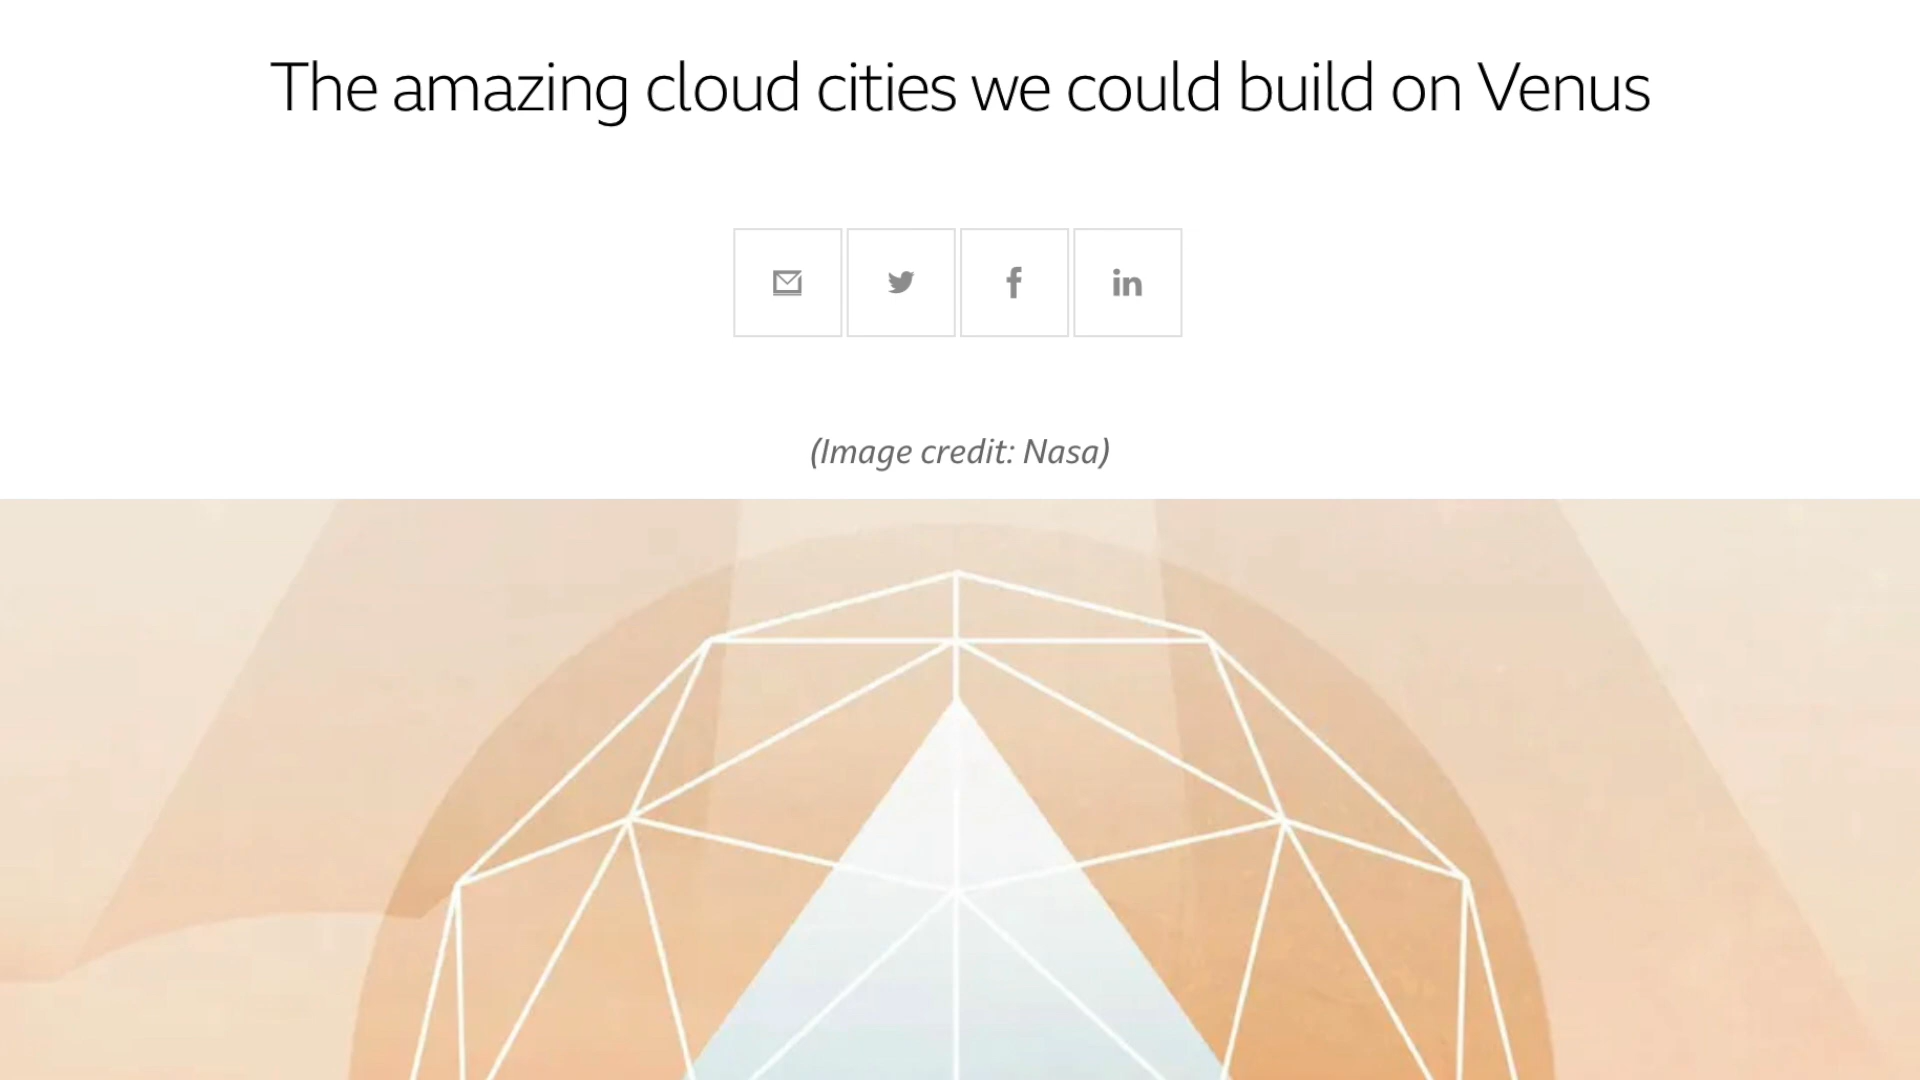 The amazing cloud cities we could build on Venus
f
in
(Image credit: Nasa)